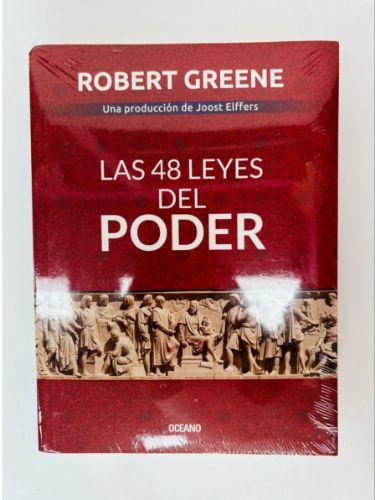 ROBERT GREENE
Una producción de Joost Elffers
LAS 48 LEYES
DEL
PODER
OCEANO